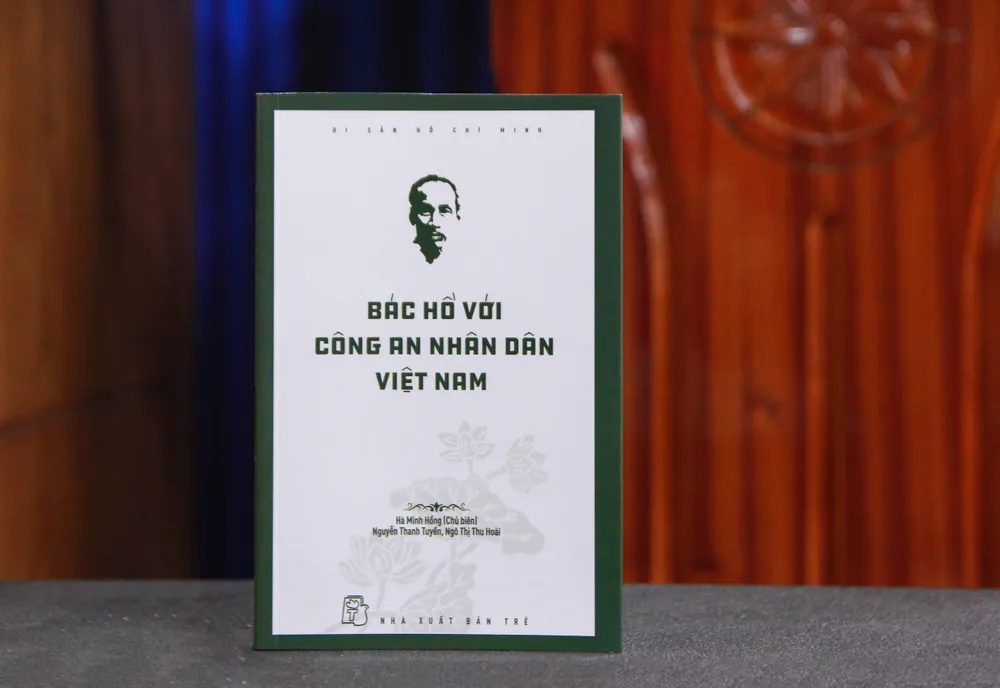 DI SẢN HỒ CHÍ MINH
BÁC HỒ VỚI
CÔNG AN NHÂN DÂN
VIỆT NAM
Hà Minh Hồng (Chủ biên)
Nguyễn Thanh Tuyền, Ngô Thị Thu Hoài
NHÀ XUẤT BẢN TRẺ